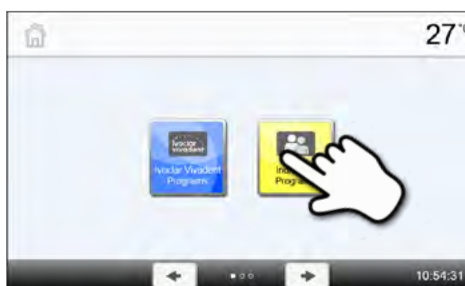 27 °C
ivoclar
vivadent
Ivoclar Vivadent
Programs
10:54:31